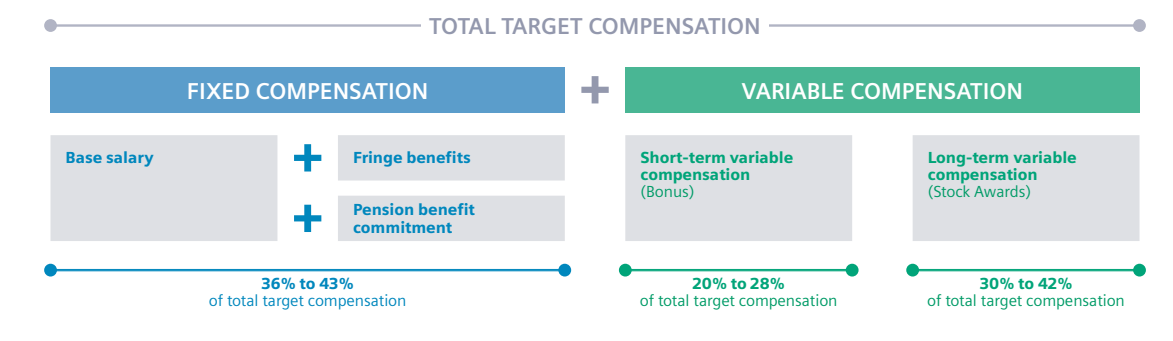 TOTAL TARGET COMPENSATION
FIXED COMPENSATION
+
VARIABLE COMPENSATION
Base salary
+
Fringe benefits
+
Pension benefit
commitment
Short-term variable
compensation
(Bonus)
Long-term variable
compensation
(Stock Awards)
36% to 43%
of total target compensation
20% to 28%
of total target compensation
30% to 42%
of total target compensation